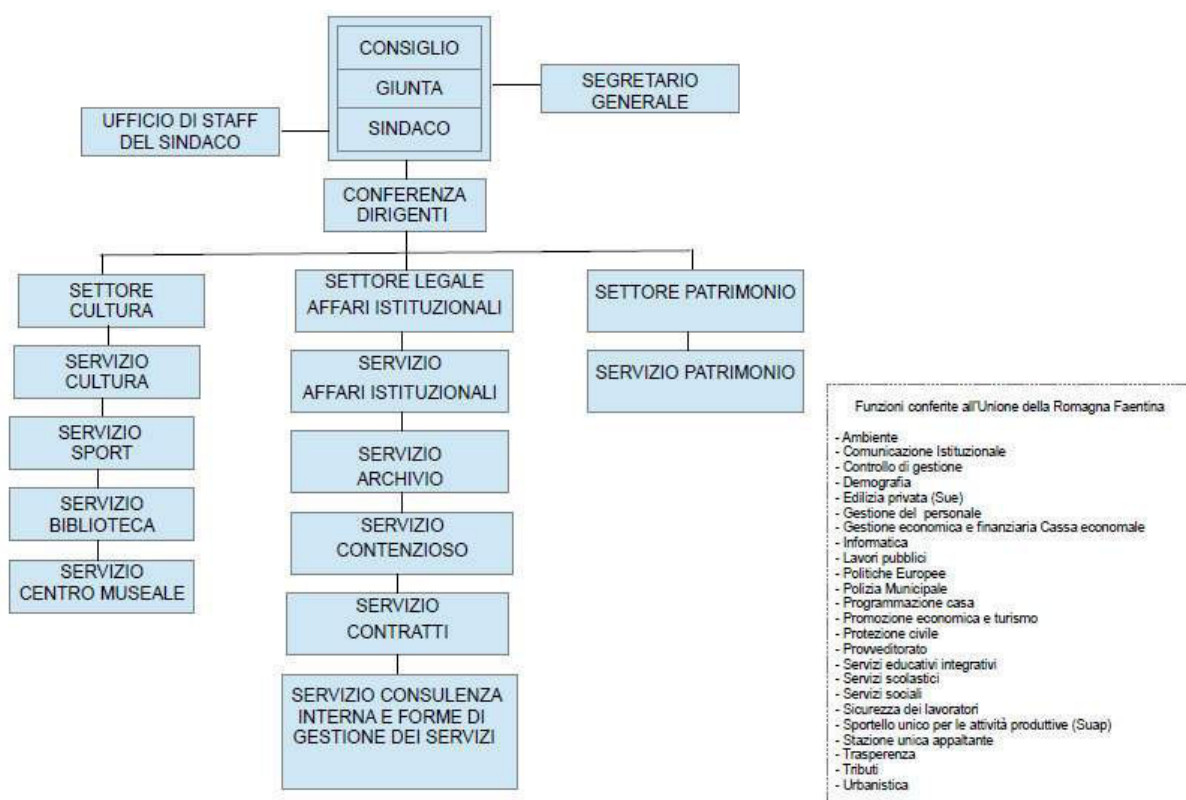 CONSIGLIO
GIUNTA
SINDACO
SEGRETARIO
GENERALE
UFFICIO DI STAFF
DEL SINDACO
CONFERENZA
DIRIGENTI
SETTORE
CULTURA
SERVIZIO
CULTURA
SERVIZIO
SPORT
SERVIZIO
BIBLIOTECA
SERVIZIO
CENTRO MUSEALE
SETTORE LEGALE
AFFARI ISTITUZIONALI
SERVIZIO
AFFARI ISTITUZIONALI
SERVIZIO
ARCHIVIO
SERVIZIO
CONTENZIOSO
SERVIZIO
CONTRATTI
SERVIZIO CONSULENZA
INTERNA E FORME DI
GESTIONE DEI SERVIZI
SETTORE PATRIMONIO
SERVIZIO PATRIMONIO
Funzioni conferite all'Unione della Romagna Faentina
- Ambiente
- Comunicazione Istituzionale
- Controllo di gestione
- Demografia
- Edilizia privata (Sue)
- Gestione del personale
- Gestione economica e finanziaria Cassa economale
- Informatica
- Lavori pubblici
- Politiche Europee
- Polizia Municipale
- Programmazione casa
- Promozione economica e turismo
- Protezione civile
- Provveditorato
- Servizi educativi integrativi
- Servizi scolastici
- Servizi sociali
- Sicurezza dei lavoratori
- Sportello unico per le attività produttive (Suap)
- Stazione unica appaltante
- Trasperenza
- Tributi
- Urbanistica